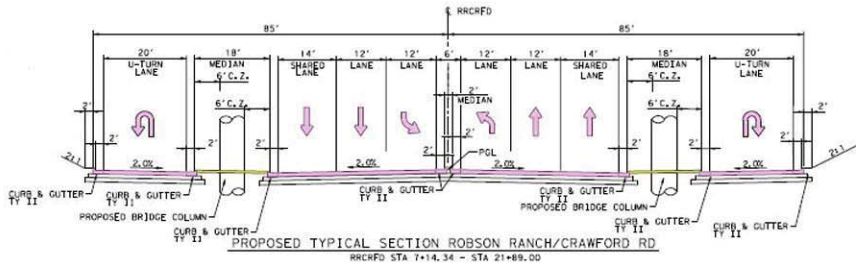 ℄ RRCRFD
85' 85'
20' 18' 14' 12' 12' 6' 12' 12' 14' 18' 20'
U-TURN LANE MEDIAN SHARED LANE LANE LANE LANE LANE SHARED LANE MEDIAN U-TURN LANE
6'C.Z. 6'C.Z.
2' MEDIAN
6'C.Z. 6'C.Z.
2' 2'
2' 2' 2' 2' 2' 2' 2'
2'
PGL
2:1 2.0% 2.0% 2.0% 2.0% 2:1
CURB & GUTTER TY II
CURB & GUTTER TY II
PROPOSED BRIDGE COLUMN
CURB & GUTTER TY II
CURB & GUTTER TY II
CURB & GUTTER TY II
PROPOSED BRIDGE COLUMN
CURB & GUTTER TY II
CURB & GUTTER TY II
PROPOSED TYPICAL SECTION ROBSON RANCH/CRAWFORD RD
RRCRFD STA 7+14.34 - STA 21+89.00